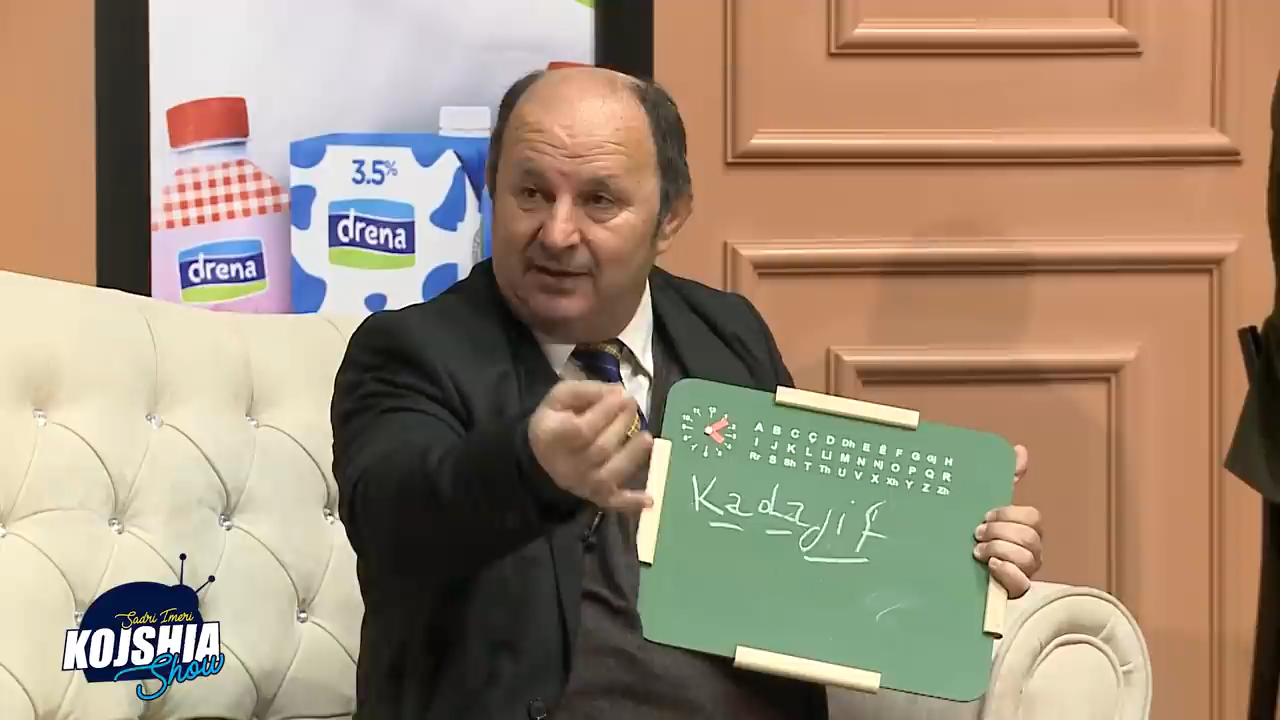 3.5%
drena
drena
A B C Ç D Dh E Ë F G Gj H
I J K L Ll M N Nj O P Q R
Rr S Sh T Th U V X Xh Y Z Zh
Kadajif
Sadri Imeri
KOJSHIA
Show